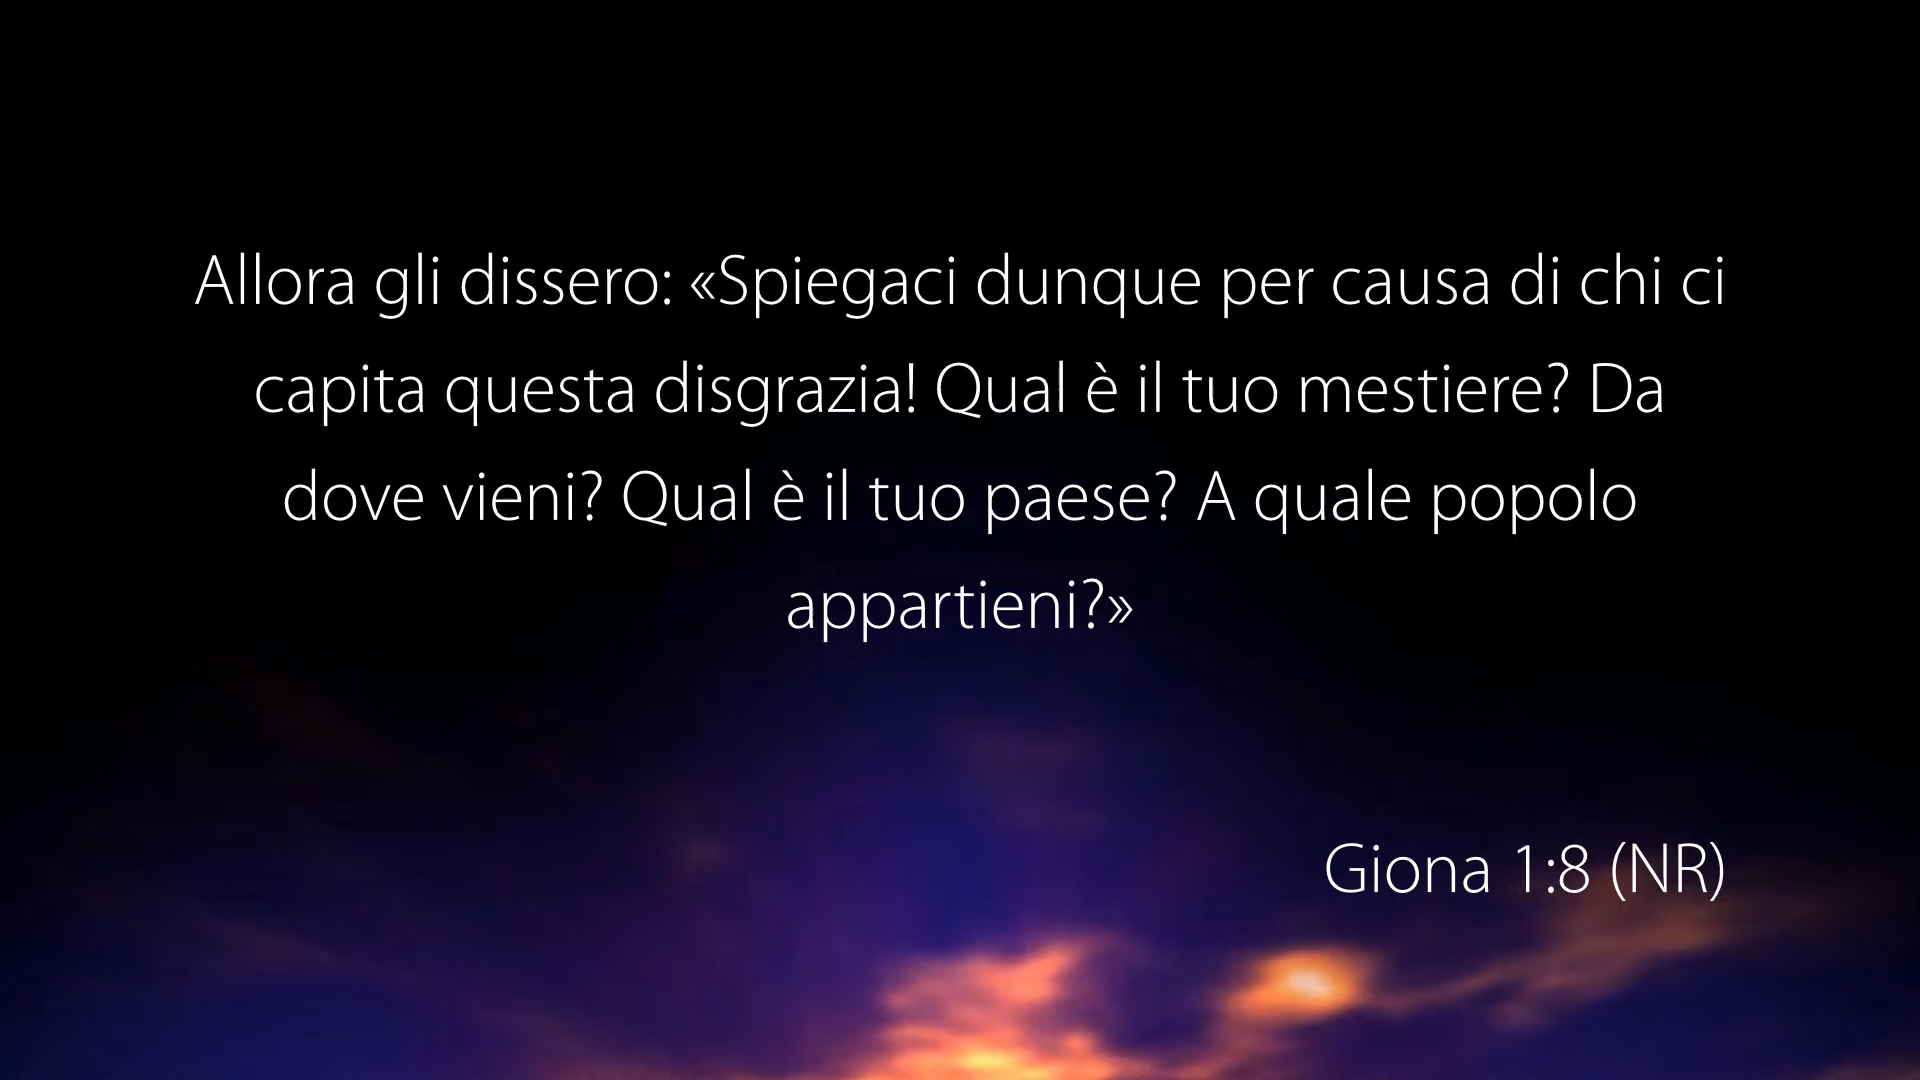 Allora gli dissero: «Spiegaci dunque per causa di chi ci
capita questa disgrazia! Qual è il tuo mestiere? Da
dove vieni? Qual è il tuo paese? A quale popolo
appartieni?»
Giona 1:8 (NR)